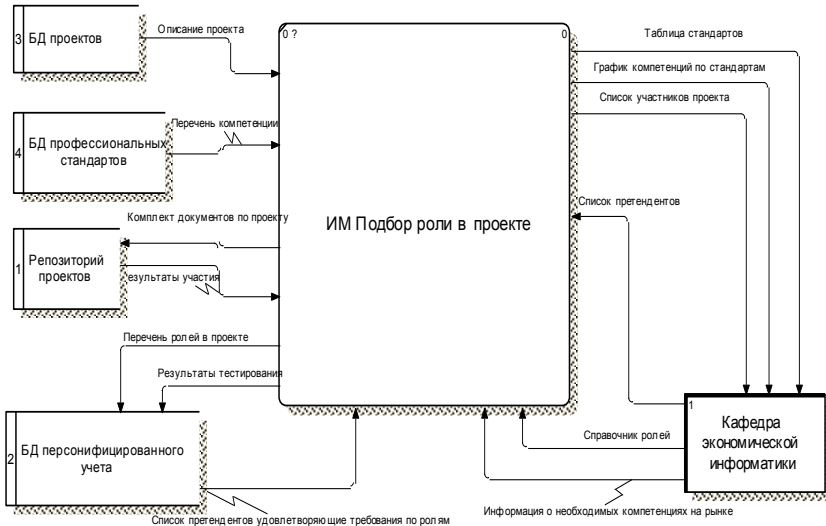 3
БД проектов
Описание проекта
0 ?
0
Таблица стандартов
График компетенций по стандартам
Список участников проекта
4
БД профессиональных
стандартов
Перечень компетенции
Комплект документов по проекту
1
Репозиторий
проектов
езультаты участия
ИМ Подбор роли в проекте
Список претендентов
Перечень ролей в проекте
Результаты тестирования
2
БД персонифицированного
учета
1
Кафедра
экономической
информатики
Справочник ролей
Информация о необходимых компетенциях на рынке
Список претендентов удовлетворяющие требования по ролям